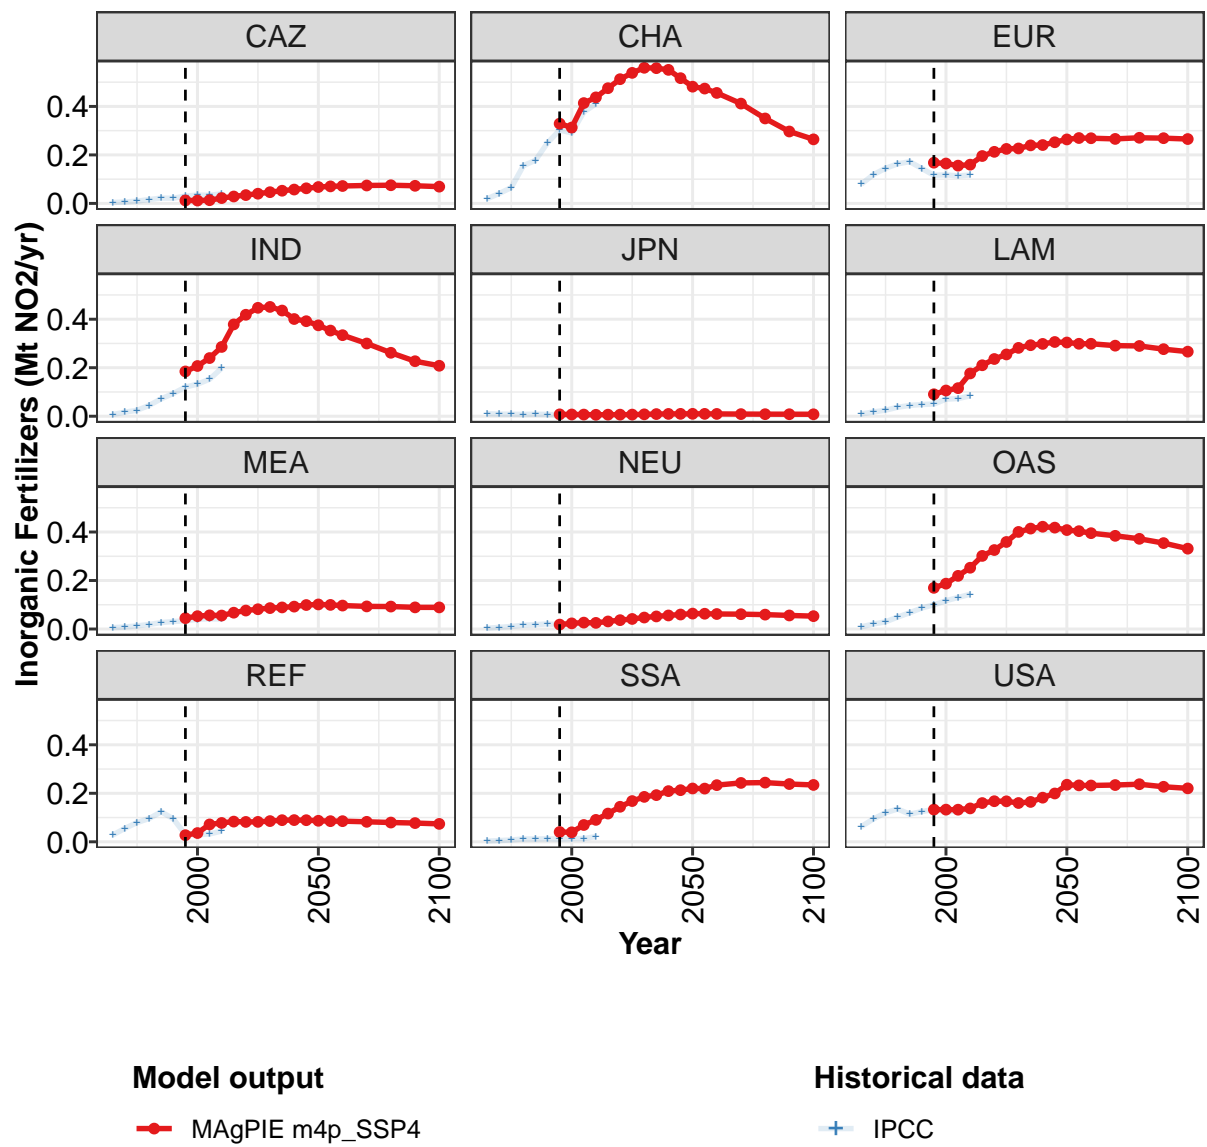 CAZ CHA EUR
0.4
0.2
0.0
IND JPN LAM
0.4
0.2
0.0
MEA NEU OAS
0.4
0.2
0.0
REF SSA USA
0.4
0.2
0.0
Inorganic Fertilizers (Mt NO2/yr)
2000 2050 2100 2000 2050 2100 2000 2050 2100
Year
Model output Historical data
MAgPIE m4p_SSP4 IPCC